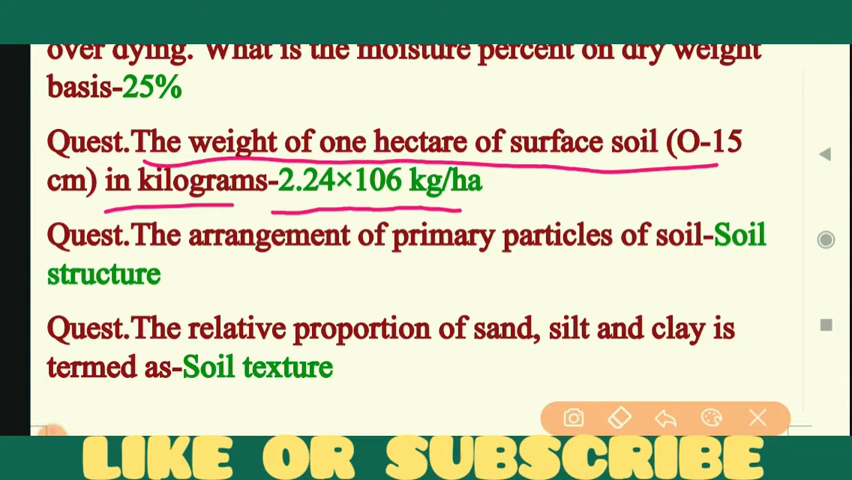 over dying. What is the moisture percent on dry weight
basis-25%
Quest.The weight of one hectare of surface soil (O-15
cm) in kilograms-2.24×106 kg/ha
Quest.The arrangement of primary particles of soil-Soil
structure
Quest.The relative proportion of sand, silt and clay is
termed as-Soil texture
LIKE OR SUBSCRIBE